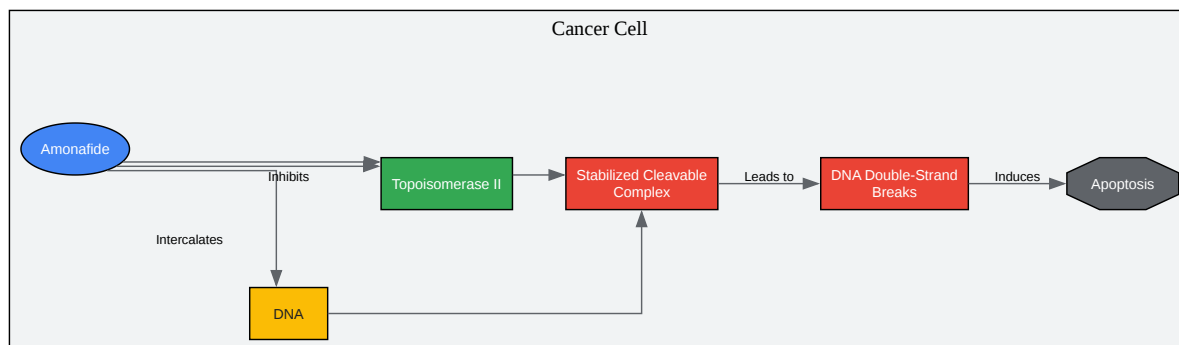 Cancer Cell
Amonafide
Inhibits
Topoisomerase II
Stabilized Cleavable
Complex
Leads to
DNA Double-Strand
Breaks
Induces
Apoptosis
Intercalates
DNA